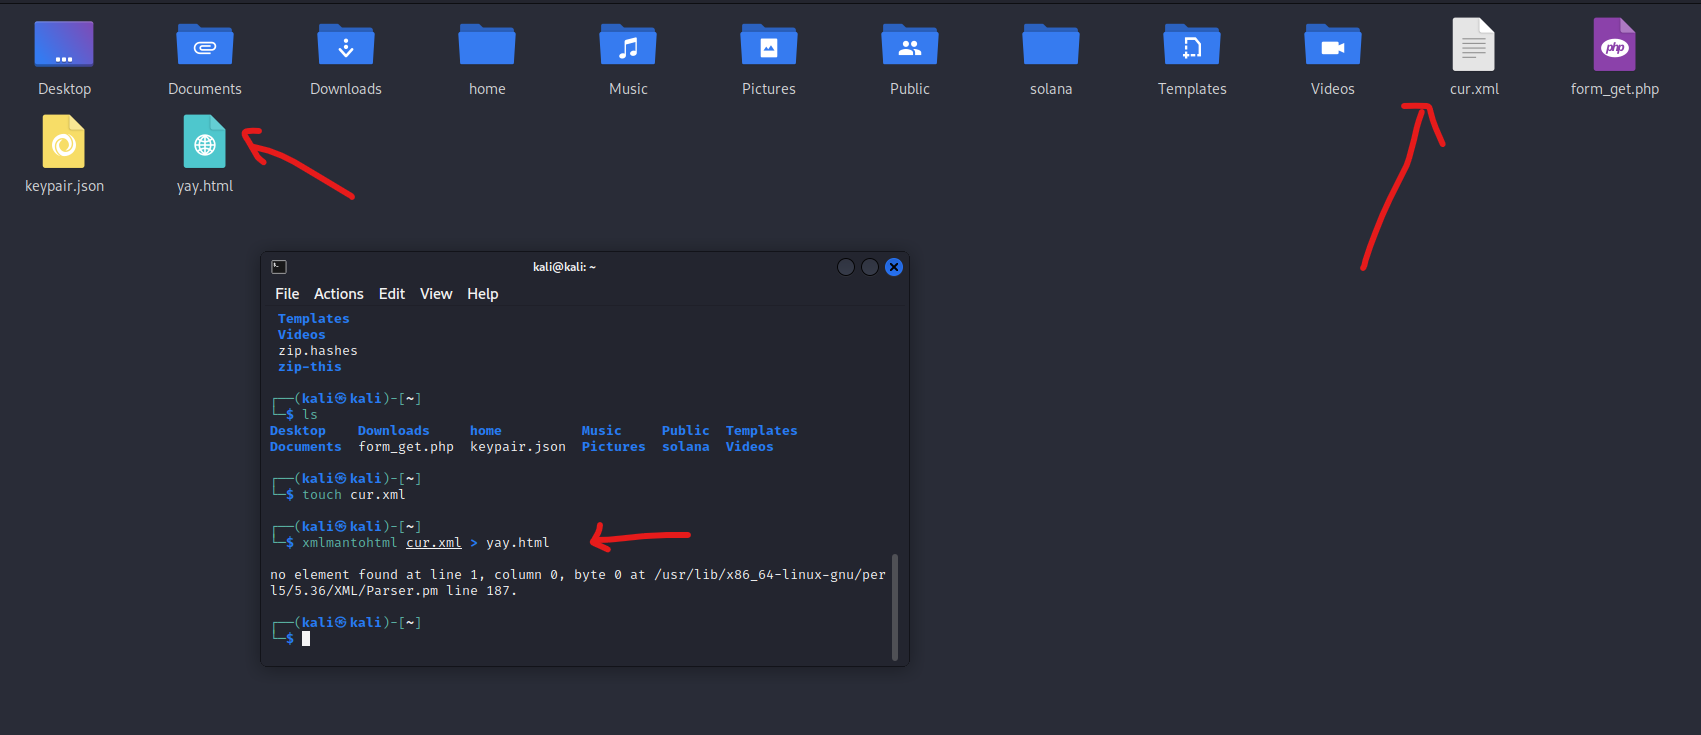 Desktop Documents Downloads home Music Pictures Public solana Templates Videos cur.xml form_get.php
php
keypair.json yay.html
kali@kali: ~
File Actions Edit View Help
Templates
Videos
zip.hashes
zip-this
┌──(kali㉿kali)-[~]
└─$ ls
Desktop Downloads home Music Public Templates
Documents form_get.php keypair.json Pictures solana Videos
┌──(kali㉿kali)-[~]
└─$ touch cur.xml
┌──(kali㉿kali)-[~]
└─$ xmlmantohtml cur.xml > yay.html
no element found at line 1, column 0, byte 0 at /usr/lib/x86_64-linux-gnu/per
l5/5.36/XML/Parser.pm line 187.
┌──(kali㉿kali)-[~]
└─$